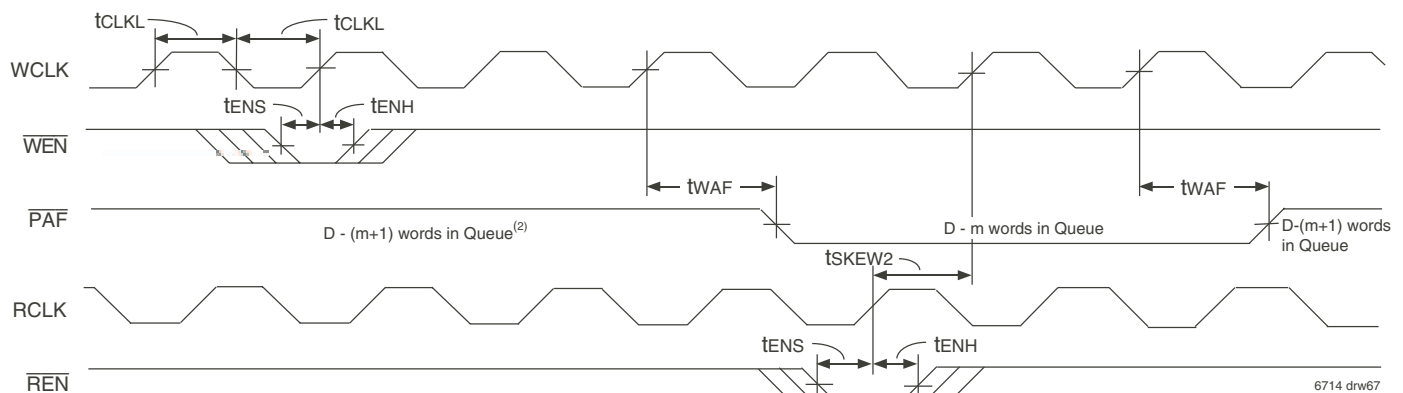 tCLKL tCLKL
WCLK
tENS tENH
WEN
tWAF tWAF
PAF
D - (m+1) words in Queue(2)
D - m words in Queue
D-(m+1) words
in Queue
tSKEW2
RCLK
tENS tENH
REN
6714 drw67